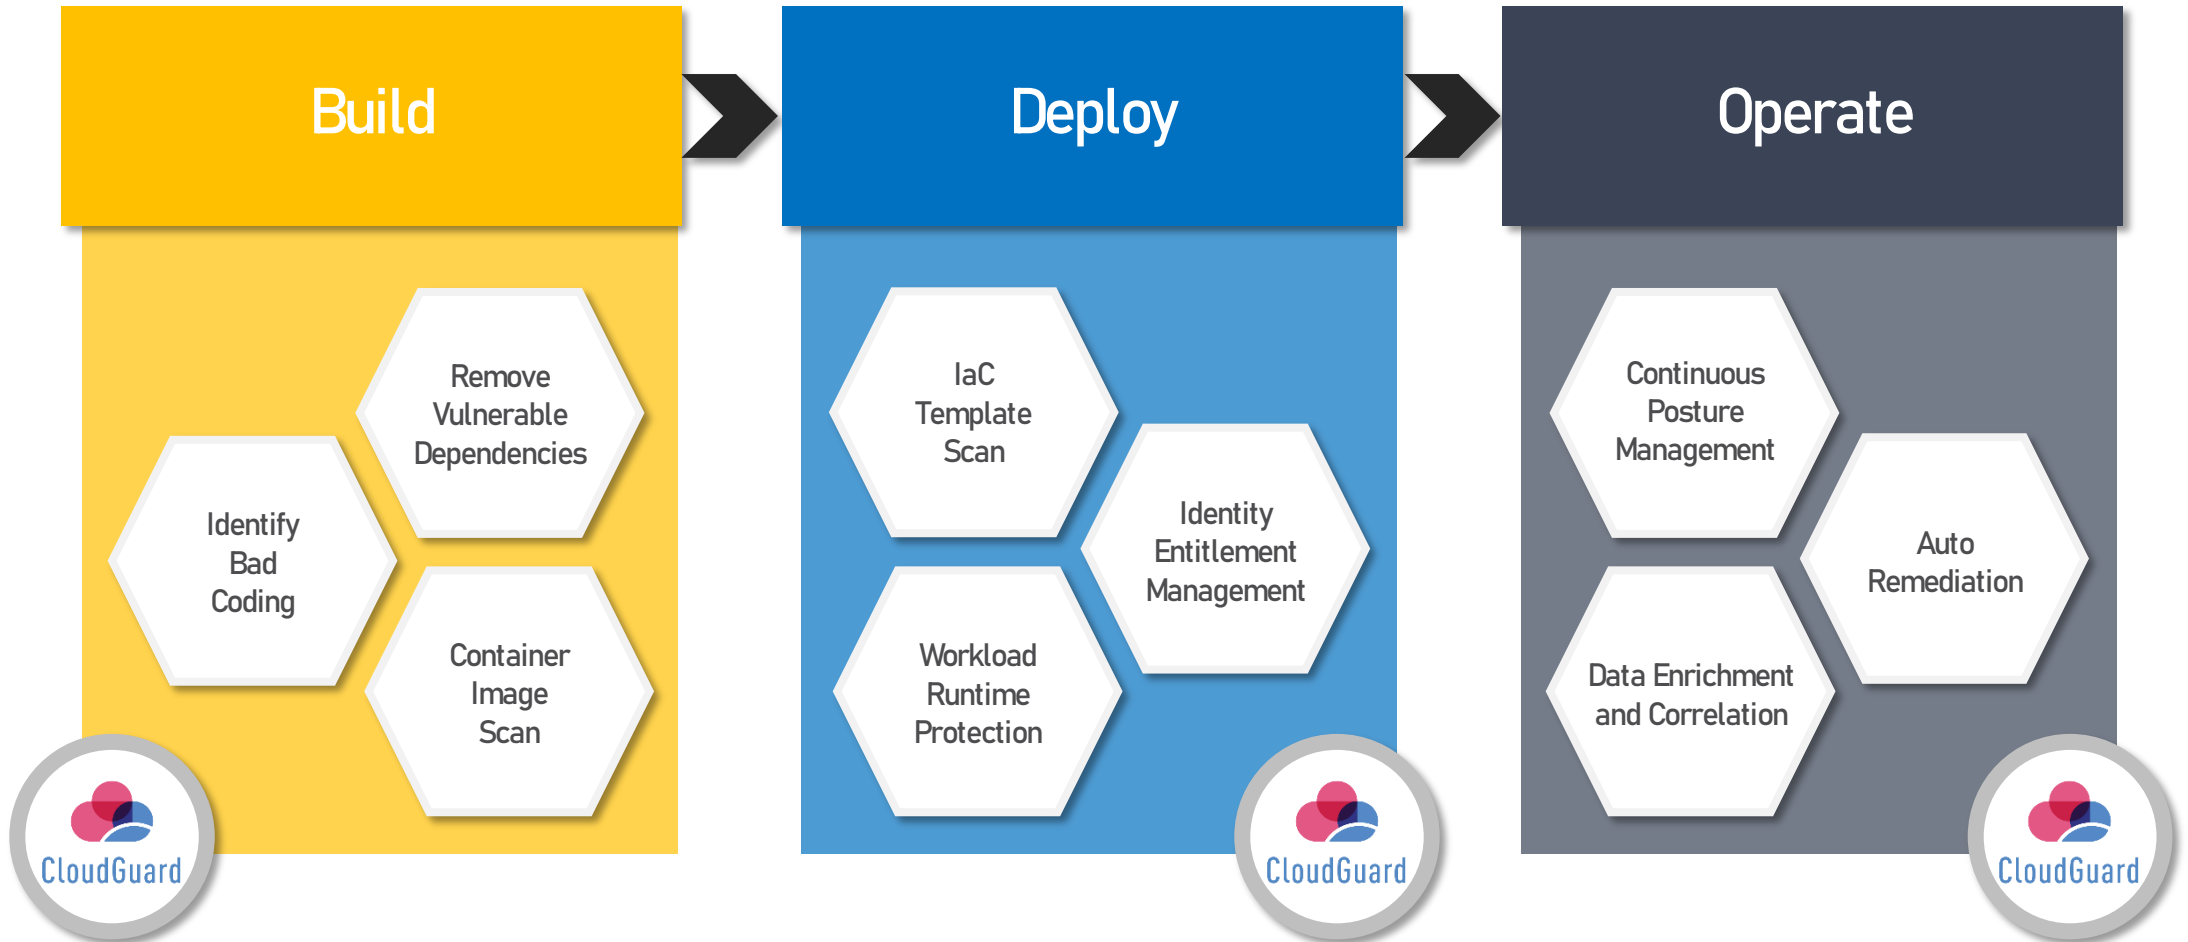 Build
Deploy
Operate
Remove
Vulnerable
Dependencies
Identify
Bad
Coding
Container
Image
Scan
CloudGuard
IaC
Template
Scan
Identity
Entitlement
Management
Workload
Runtime
Protection
CloudGuard
Continuous
Posture
Management
Auto
Remediation
Data Enrichment
and Correlation
CloudGuard